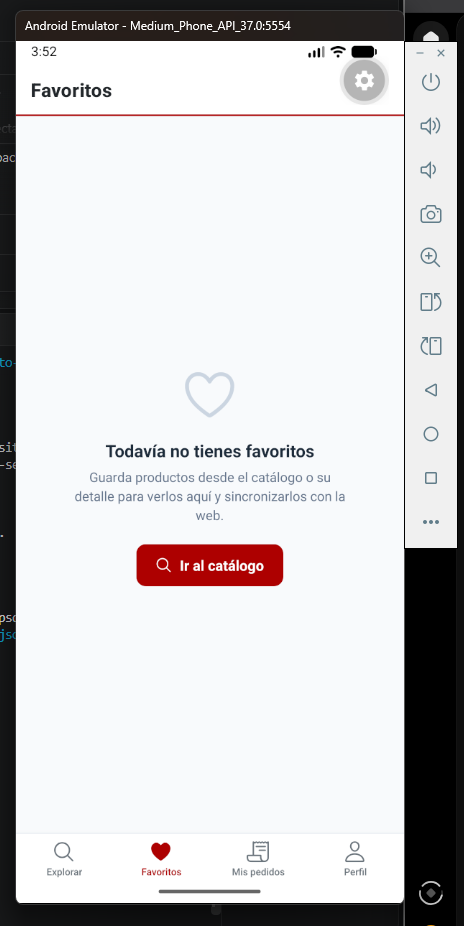 Android Emulator - Medium_Phone_API_37.0:5554
3:52
Favoritos
Todavía no tienes favoritos
Guarda productos desde el catálogo o su
detalle para verlos aquí y sincronizarlos con la
web.
Ir al catálogo
Explorar
Favoritos
Mis pedidos
Perfil